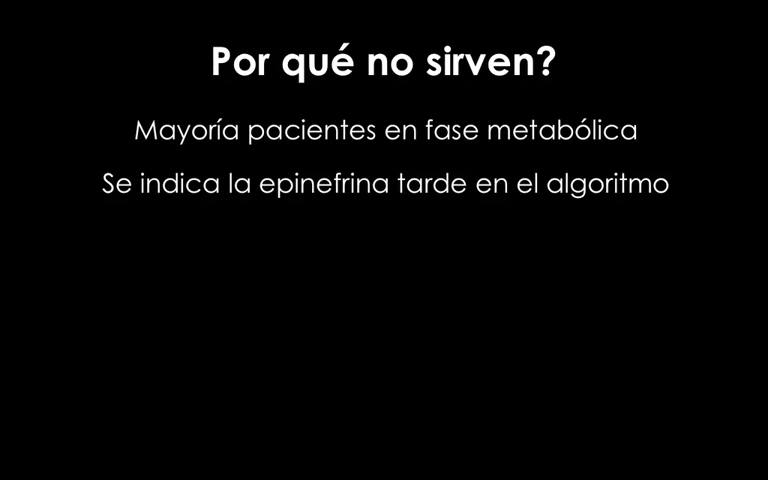 Por qué no sirven?
Mayoría pacientes en fase metabólica
Se indica la epinefrina tarde en el algoritmo